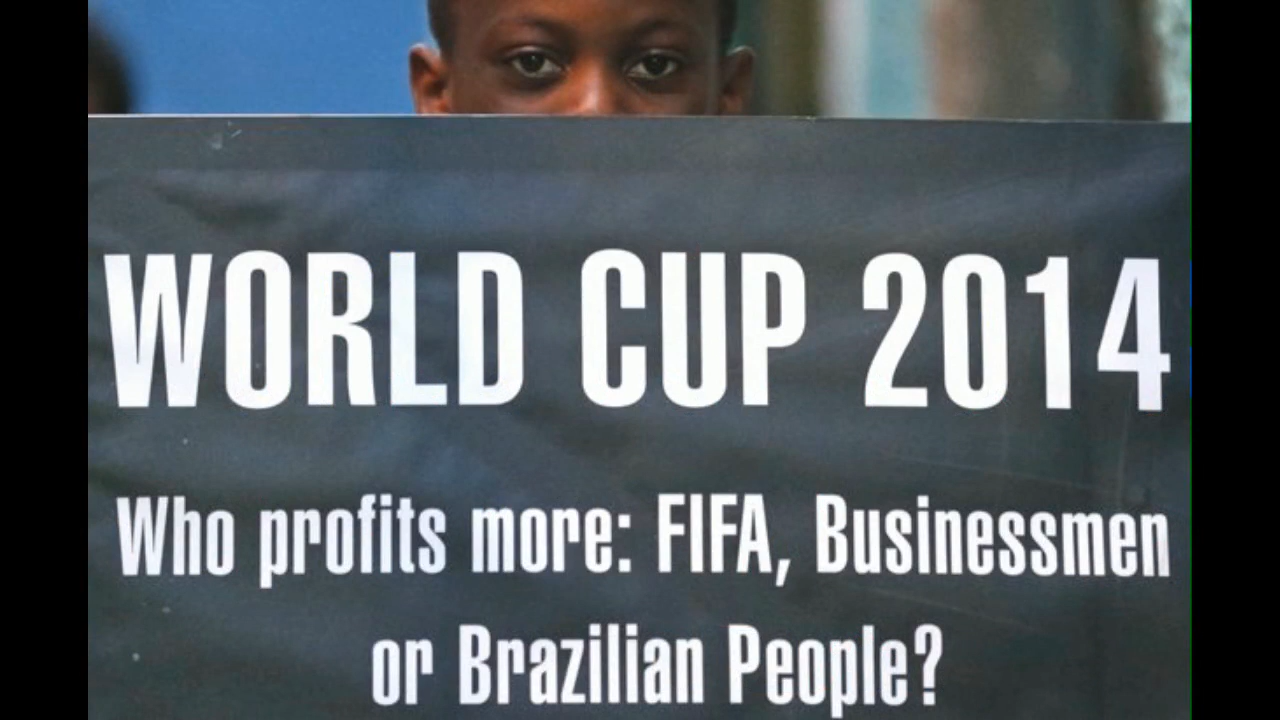 WORLD CUP 2014
Who profits more: FIFA, Businessmen
or Brazilian People?